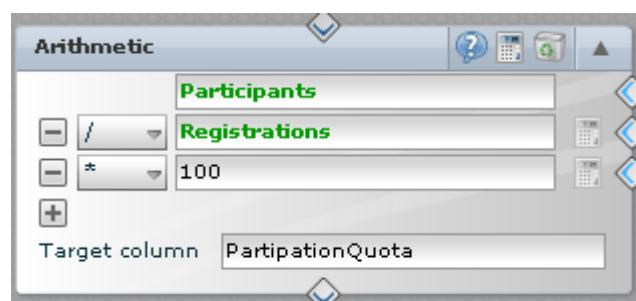 Arithmetic
Participants
/ Registrations
* 100
Target column PartipationQuota